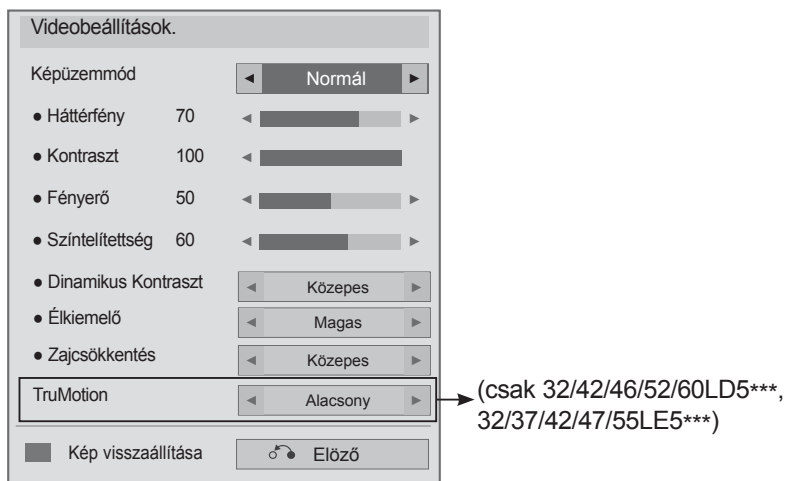 Videobeállítások.
Képüzemmód ◄ Normál ►
● Háttérfény 70 ◄ ►
● Kontraszt 100 ◄
● Fényerő 50 ◄ ►
● Színtelítettség 60 ◄ ►
● Dinamikus Kontraszt ◄ Közepes ►
● Élkiemelő ◄ Magas ►
● Zajcsökkentés ◄ Közepes ►
TruMotion ◄ Alacsony ►
(csak 32/42/46/52/60LD5***,
32/37/42/47/55LE5***)
Kép visszaállítása Elöző